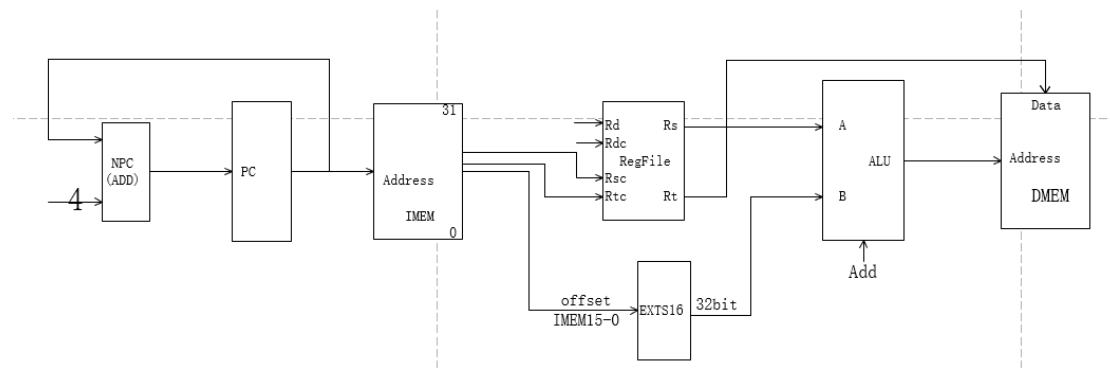 4
NPC
(ADD)
PC
31
Address
IMEM
0
Rd
Rdc
RegFile
Rsc
Rtc
Rs
Rt
offset
IMEM15-0
EXTS16
32bit
A
ALU
B
Add
Data
Address
DMEM